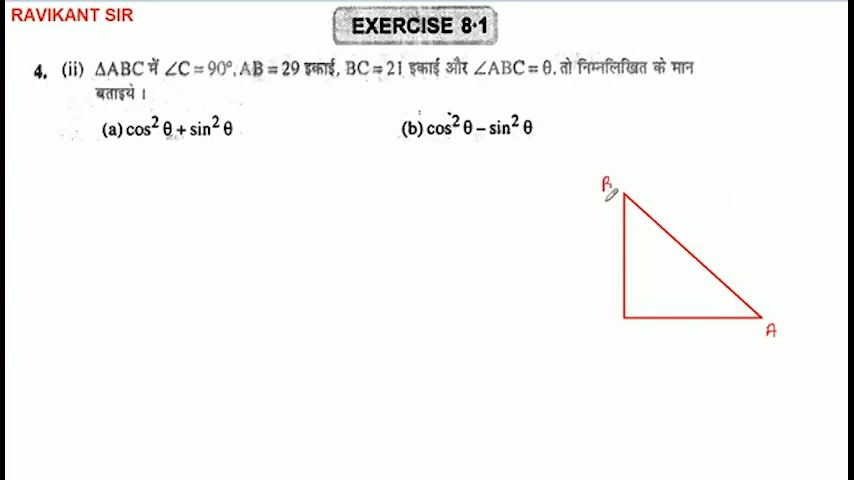 RAVIKANT SIR
EXERCISE 8·1
4. (ii) ΔABC में ∠C = 90°, AB = 29 इकाई, BC = 21 इकाई और ∠ABC = θ. तो निम्नलिखित के मान
बताइये ।
(a) cos² θ + sin² θ (b) cos² θ – sin² θ
B
A